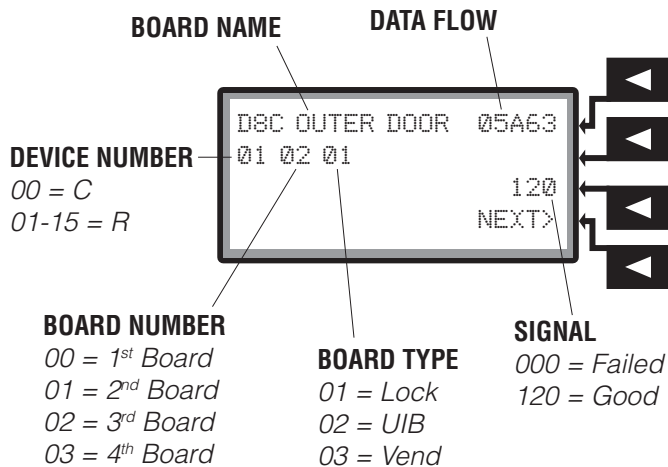 BOARD NAME
DATA FLOW
D8C OUTER DOOR 05A63
DEVICE NUMBER
00 = C
01-15 = R
01 02 01
120
NEXT>
BOARD NUMBER
00 = 1st Board
01 = 2nd Board
02 = 3rd Board
03 = 4th Board
BOARD TYPE
01 = Lock
02 = UIB
03 = Vend
SIGNAL
000 = Failed
120 = Good